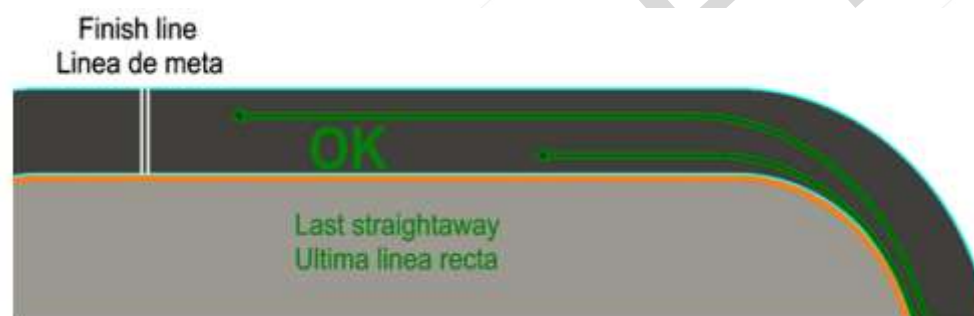 Finish line
Linea de meta
OK
Last straightaway
Ultima linea recta